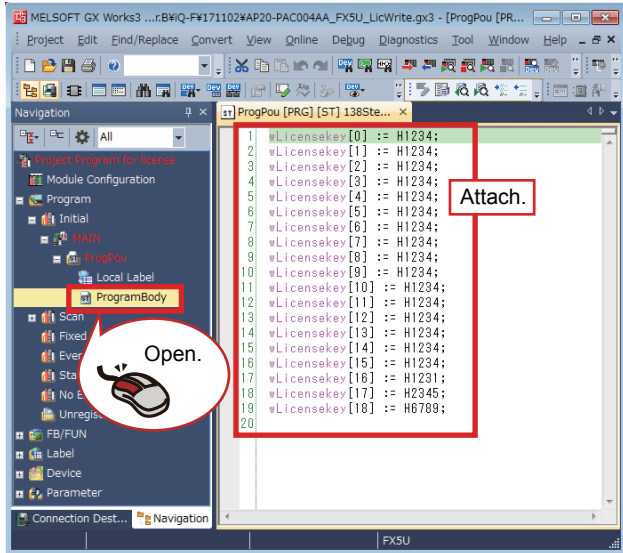 MELSOFT GX Works3 ...r.B¥iQ-F¥171102¥AP20-PAC004AA_FX5U_LicWrite.gx3 - [ProgPou [PR...
Project Edit Find/Replace Convert View Online Debug Diagnostics Tool Window Help
Navigation
ProgPou [PRG] [ST] 138Ste...
All
Project Program for license
Module Configuration
Program
Initial
MAIN
ProgPou
Local Label
ProgramBody
Scan
Fixed
Eve
Sta
No E
Unregis
FB/FUN
Label
Device
Parameter
Connection Dest...
Navigation
Open.
1 wLicensekey[0] := H1234;
2 wLicensekey[1] := H1234;
3 wLicensekey[2] := H1234;
4 wLicensekey[3] := H1234;
5 wLicensekey[4] := H1234;
6 wLicensekey[5] := H1234;
7 wLicensekey[6] := H1234;
8 wLicensekey[7] := H1234;
9 wLicensekey[8] := H1234;
10 wLicensekey[9] := H1234;
11 wLicensekey[10] := H1234;
12 wLicensekey[11] := H1234;
13 wLicensekey[12] := H1234;
14 wLicensekey[13] := H1234;
15 wLicensekey[14] := H1234;
16 wLicensekey[15] := H1234;
17 wLicensekey[16] := H1231;
18 wLicensekey[17] := H2345;
19 wLicensekey[18] := H6789;
20
Attach.
FX5U